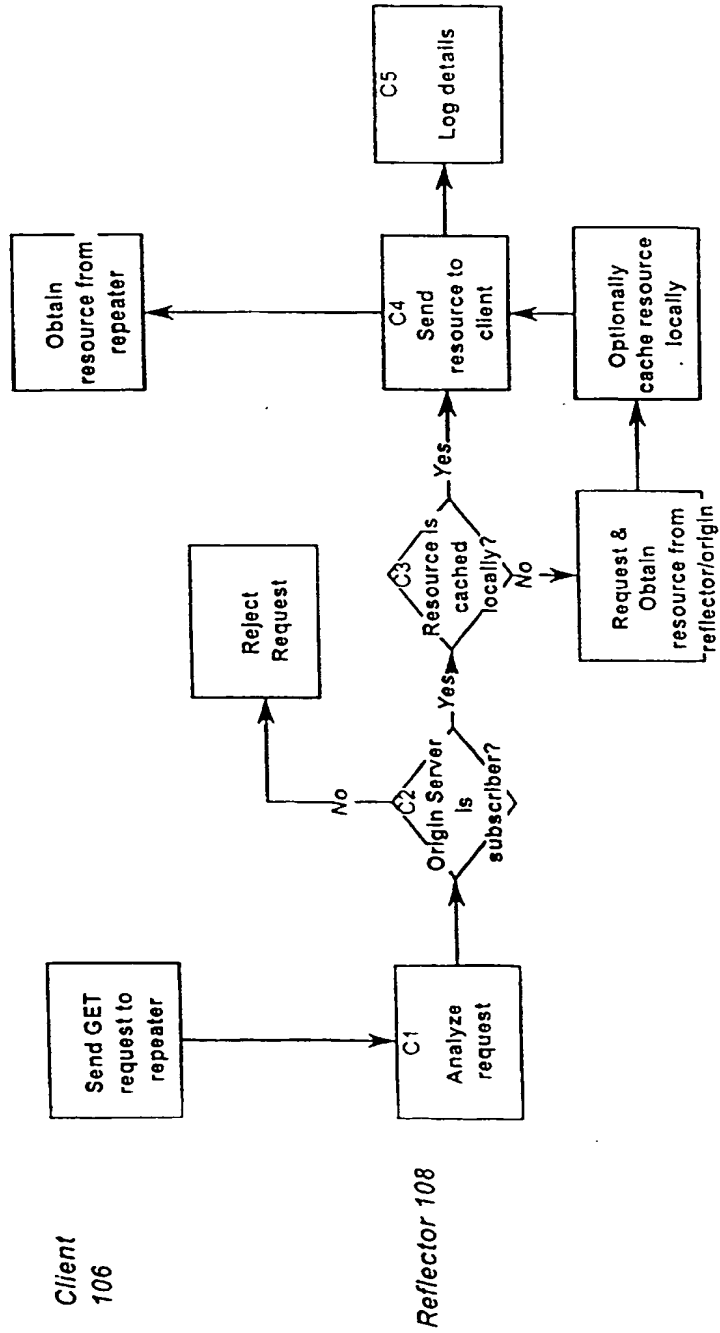 Client
106
Send GET
request to
repeater
Obtain
resource from
repeater
Reflector 108
C1
Analyze
request
C2
Origin Server
is
subscriber?
No
Reject
Request
Yes
C3
Resource is
cached
locally?
Yes
C4
Send
resource to
client
C5
Log details
No
Request &
Obtain
resource from
reflector/origin
Optionally
cache resource
locally